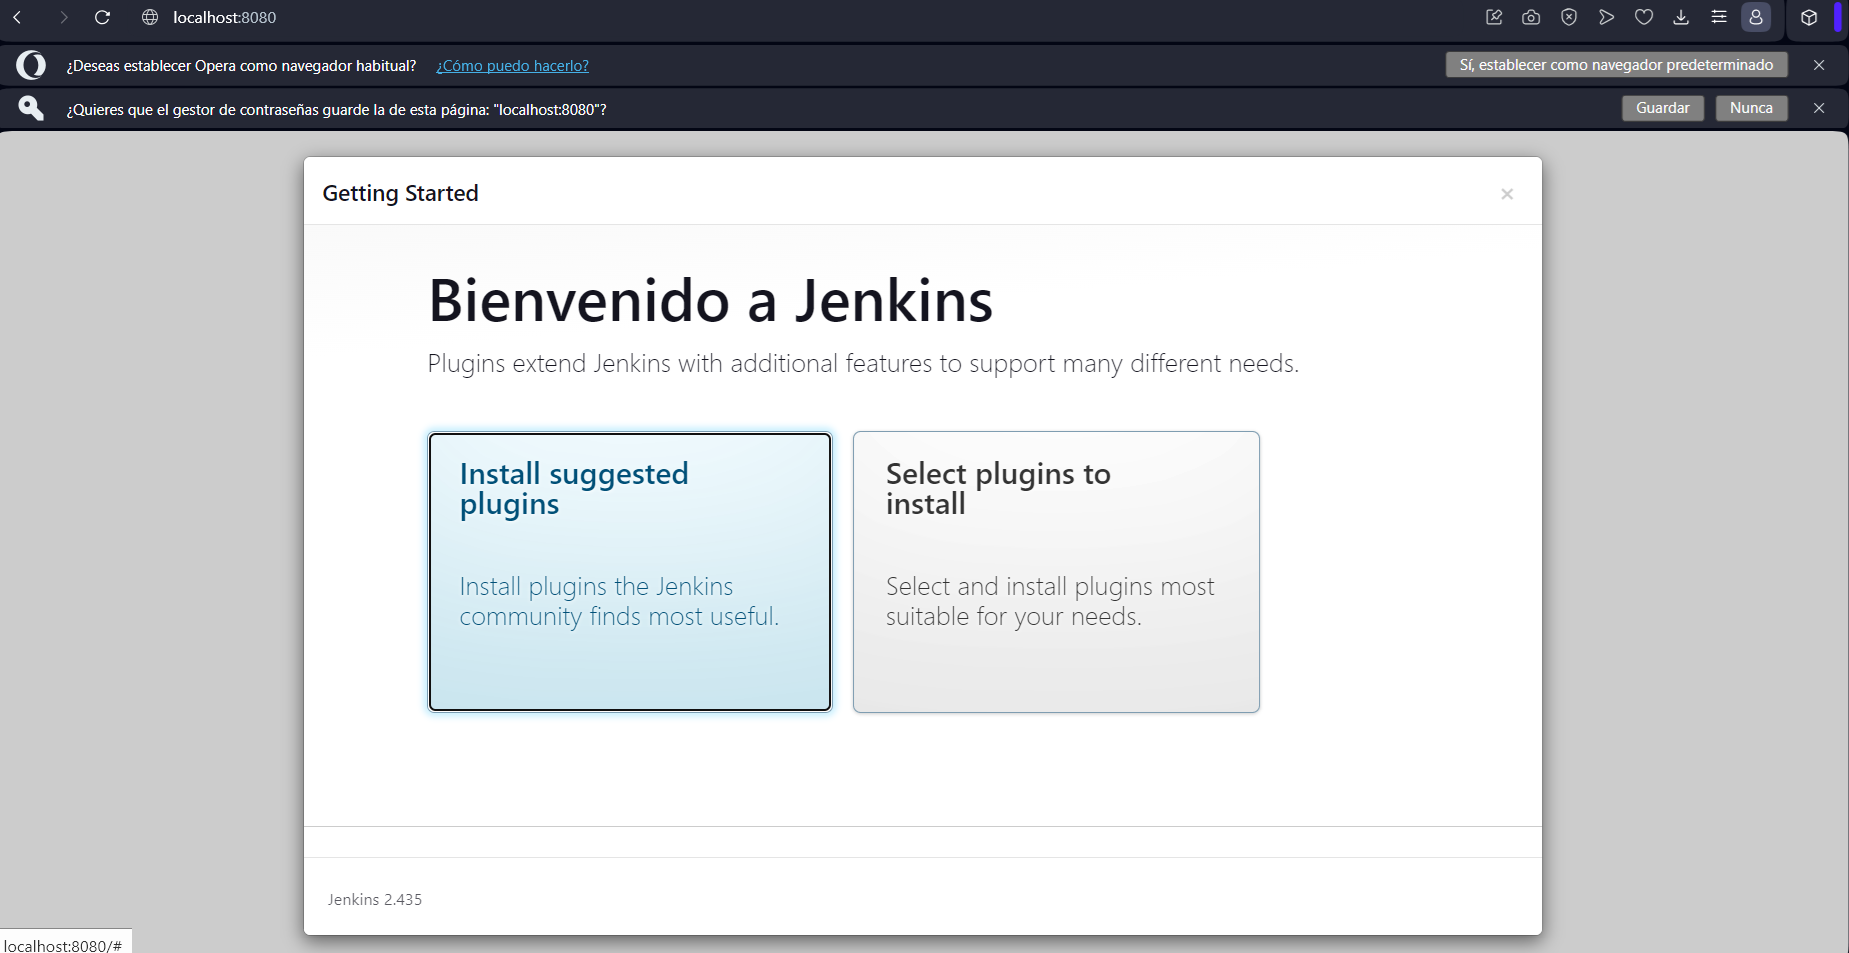 localhost:8080
¿Deseas establecer Opera como navegador habitual? ¿Cómo puedo hacerlo? Sí, establecer como navegador predeterminado
¿Quieres que el gestor de contraseñas guarde la de esta página: "localhost:8080"? Guardar Nunca
Getting Started
Bienvenido a Jenkins
Plugins extend Jenkins with additional features to support many different needs.
Install suggested
plugins
Install plugins the Jenkins
community finds most useful.
Select plugins to
install
Select and install plugins most
suitable for your needs.
Jenkins 2.435
localhost:8080/#